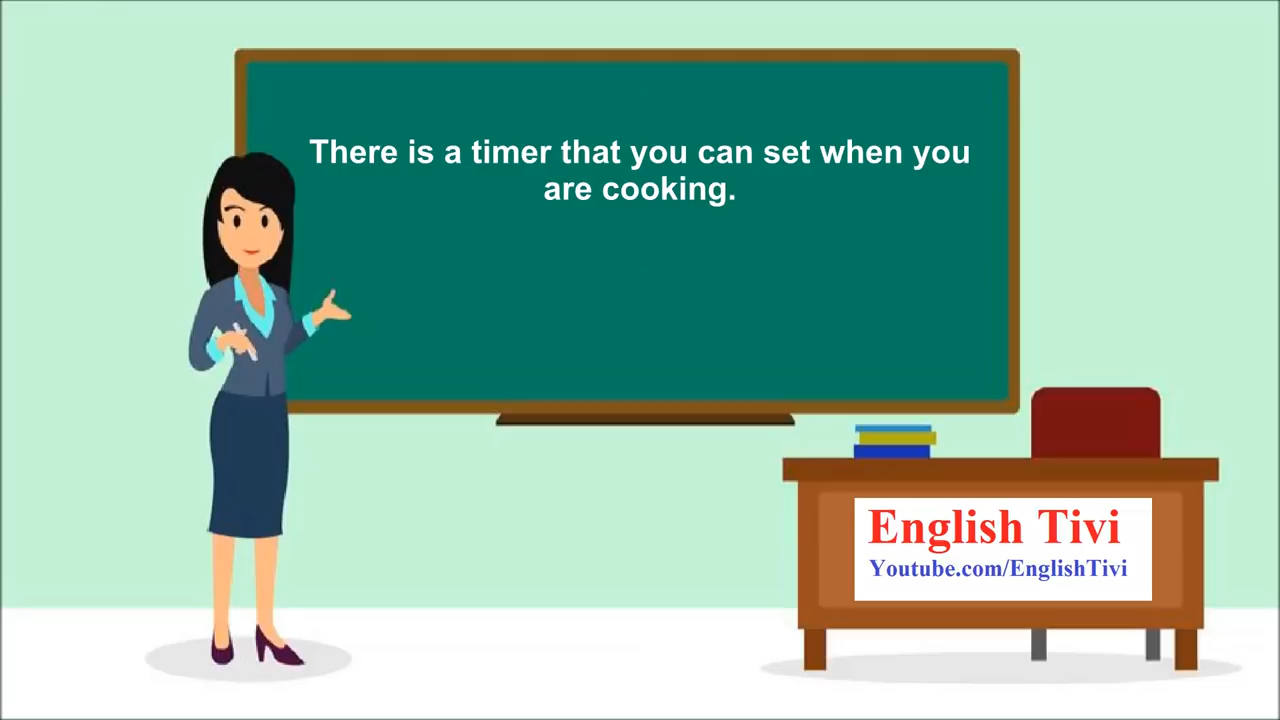 There is a timer that you can set when you
are cooking.
English Tivi
Youtube.com/EnglishTivi